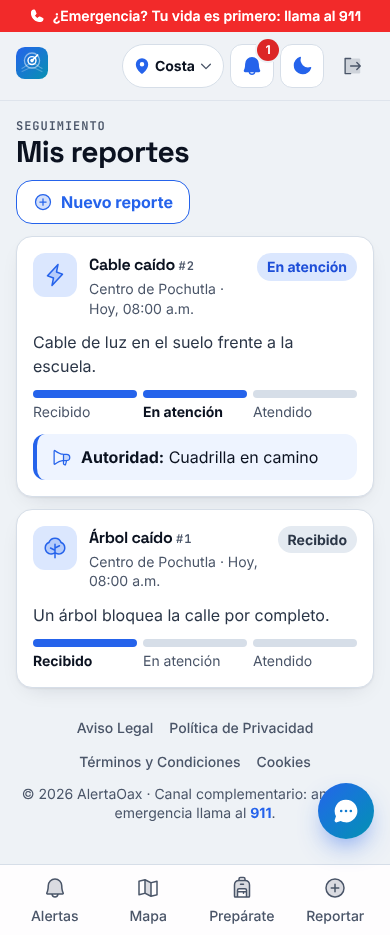 ¿Emergencia? Tu vida es primero: llama al 911
Costa
1
SEGUIMIENTO
Mis reportes
Nuevo reporte
Cable caído #2
En atención
Centro de Pochutla ·
Hoy, 08:00 a.m.
Cable de luz en el suelo frente a la
escuela.
Recibido
En atención
Atendido
Autoridad: Cuadrilla en camino
Árbol caído #1
Recibido
Centro de Pochutla · Hoy,
08:00 a.m.
Un árbol bloquea la calle por completo.
Recibido
En atención
Atendido
Aviso Legal
Política de Privacidad
Términos y Condiciones
Cookies
© 2026 AlertaOax · Canal complementario:
emergencia llama al 911.
Alertas
Mapa
Prepárate
Reportar